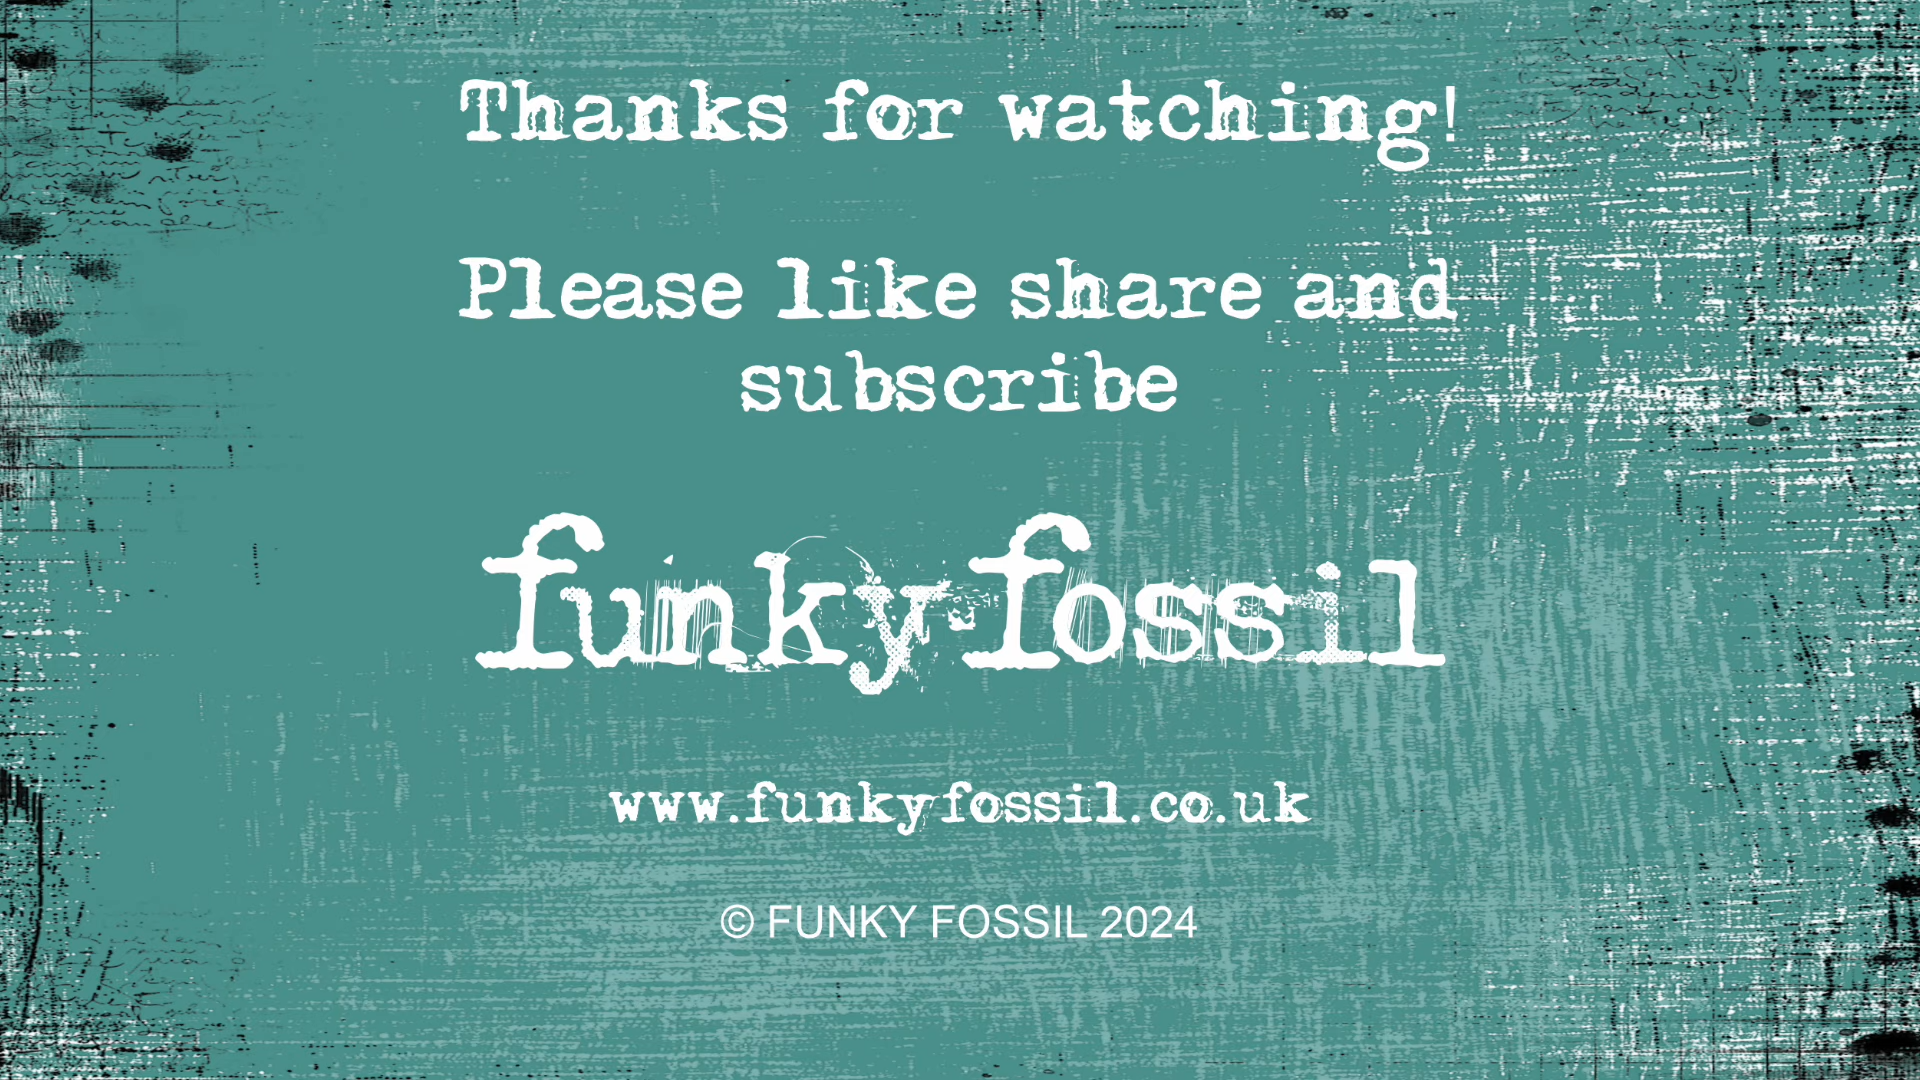 Thanks for watching!
Please like share and
subscribe
funky fossil
www.funkyfossil.co.uk
© FUNKY FOSSIL 2024